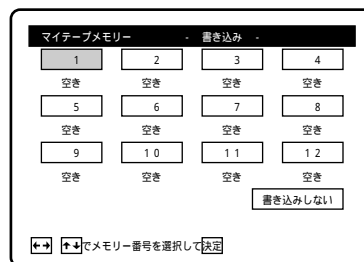 マイテープメモリー - 書き込み -
1 2 3 4
空き 空き 空き 空き
5 6 7 8
空き 空き 空き 空き
9 10 11 12
空き 空き 空き 空き
書き込みしない
←→ ↑↓でメモリー番号を選択して決定